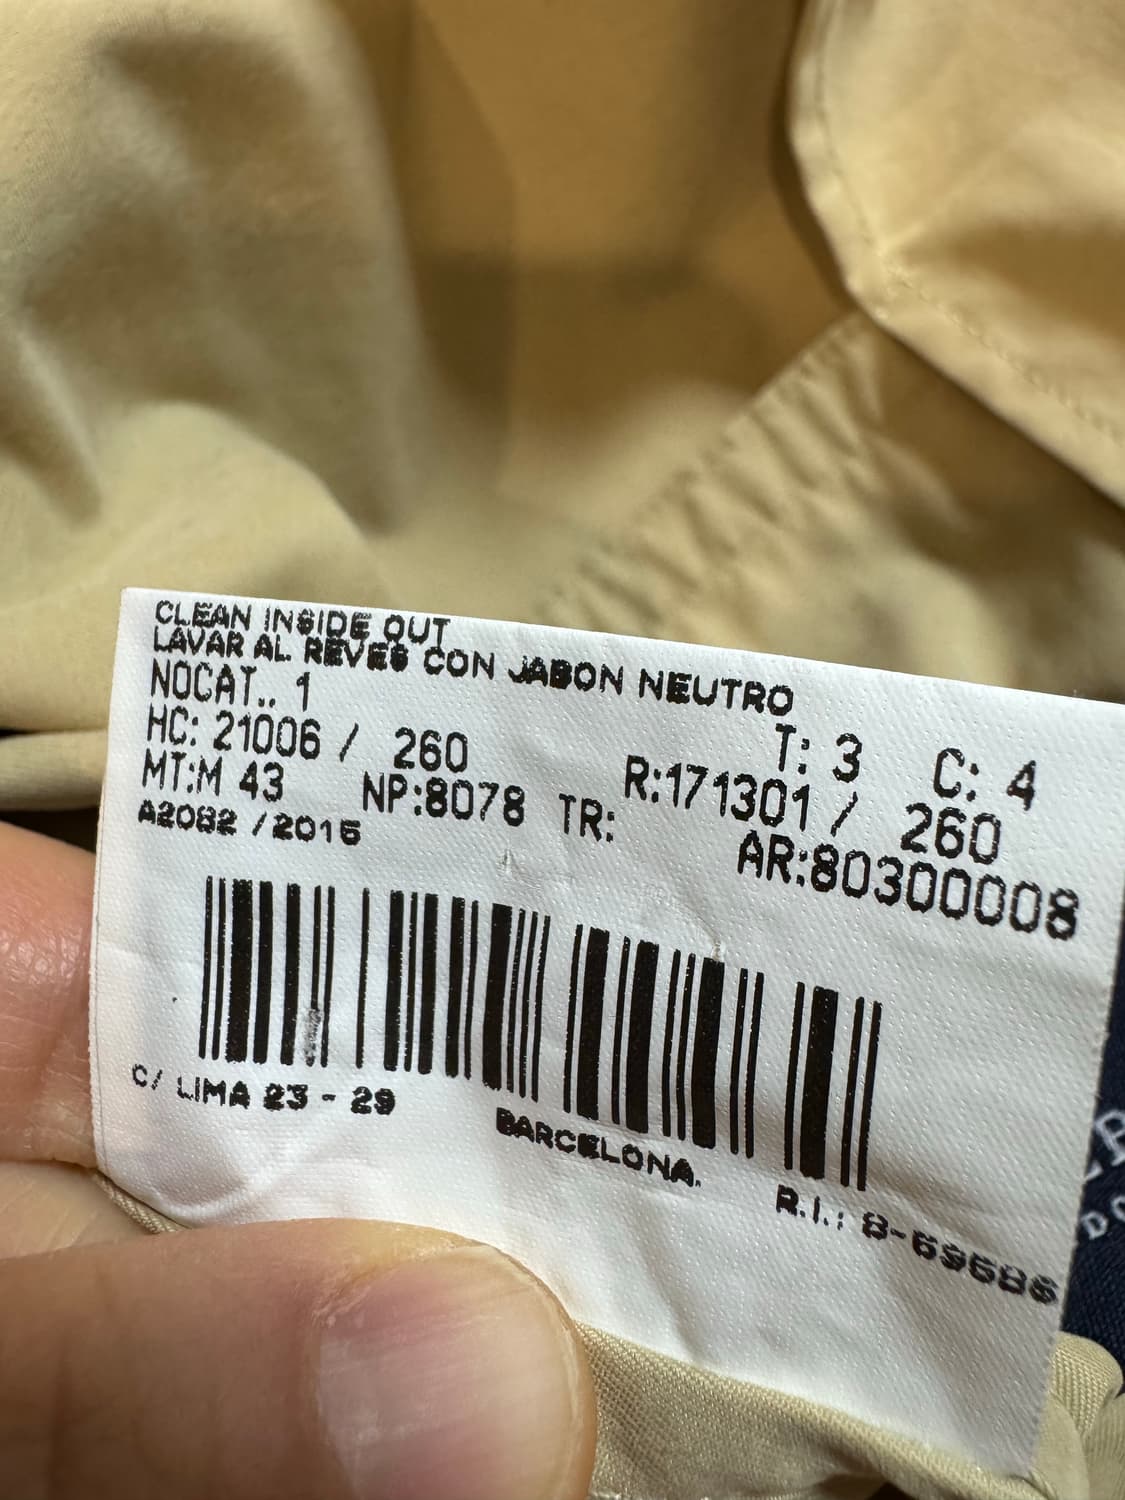 CLEAN INSIDE OUT
LAVAR AL REVES CON JABON NEUTRO
NOCAT.. 1
T: 3 C: 4
HC: 21006 / 260
R:171301 / 260
MT:M 43 NP:8078 TR:
AR:80300008
A2082 /2015
C/ LIMA 23 - 29
BARCELONA.
R.I.: 8-69686